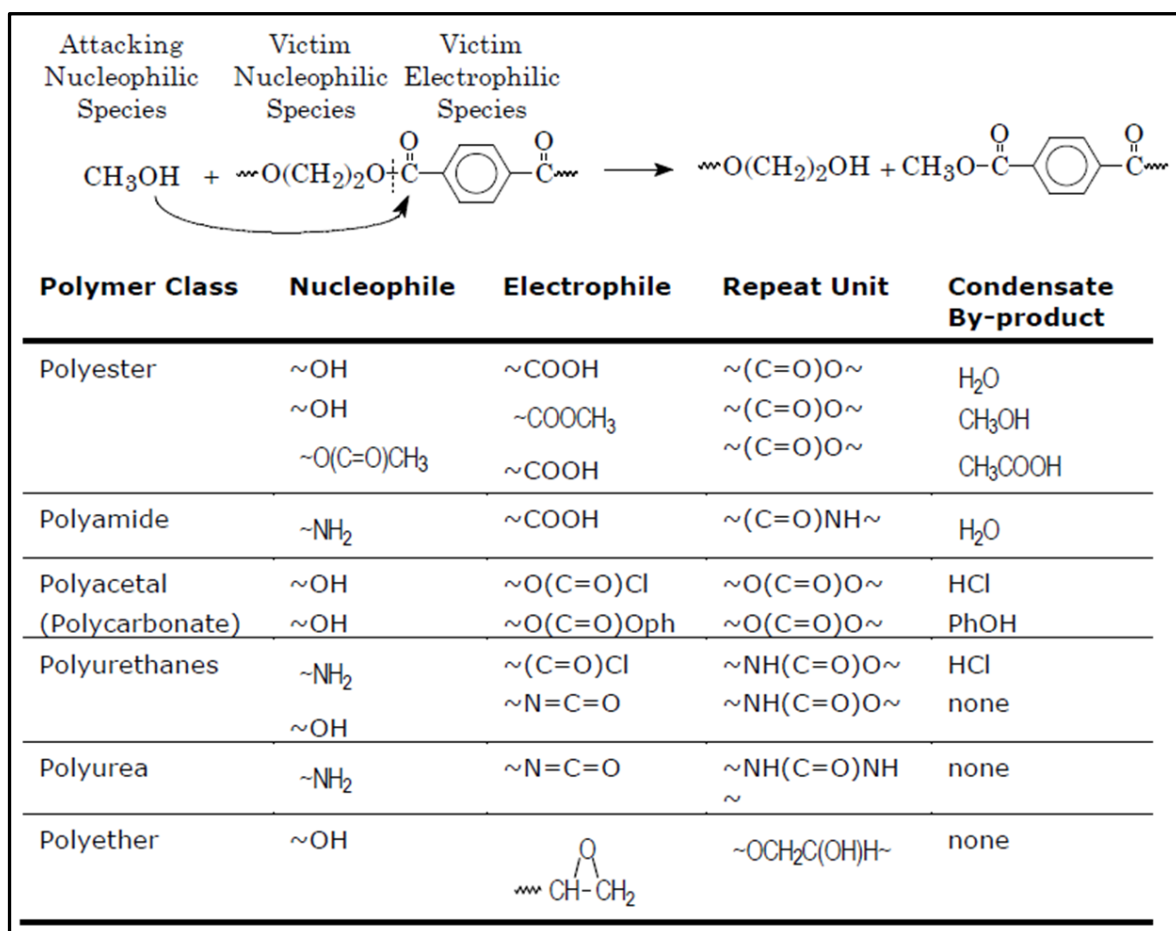 Attacking Victim Victim
Nucleophilic Nucleophilic Electrophilic
Species Species Species
O O O O
CH₃OH + O(CH₂)₂O C C O(CH₂)₂OH + CH₃O C C
Polymer Class Nucleophile Electrophile Repeat Unit Condensate
By-product
Polyester ~OH ~COOH ~(C=O)O~ H₂O
~OH ~COOCH₃ ~(C=O)O~ CH₃OH
~O(C=O)CH₃ ~COOH ~(C=O)O~ CH₃COOH
Polyamide ~NH₂ ~COOH ~(C=O)NH~ H₂O
Polyacetal ~OH ~O(C=O)Cl ~O(C=O)O~ HCl
(Polycarbonate) ~OH ~O(C=O)Oph ~O(C=O)O~ PhOH
Polyurethanes ~NH₂ ~(C=O)Cl ~NH(C=O)O~ HCl
~OH ~N=C=O ~NH(C=O)O~ none
Polyurea ~NH₂ ~N=C=O ~NH(C=O)NH none
~
Polyether ~OH O ~OCH₂C(OH)H~ none
CH-CH₂